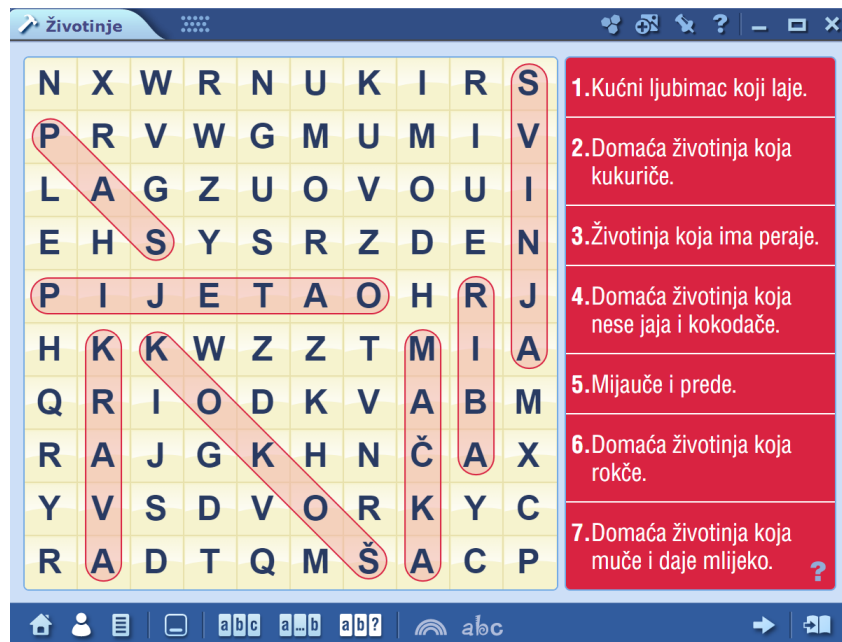 Životinje
?
N X W R N U K I R S
P R V W G M U M I V
L A G Z U O V O U I
E H S Y S R Z D E N
P I J E T A O H R J
H K K W Z Z T M I A
Q R I O D K V A B M
R A J G K H N Č A X
Y V S D V O R K Y C
R A D T Q M Š A C P
1.Kućni ljubimac koji laje.
2.Domaća životinja koja
kukuriče.
3.Životinja koja ima peraje.
4.Domaća životinja koja
nese jaja i kokodače.
5.Mijauče i prede.
6.Domaća životinja koja
rokče.
7.Domaća životinja koja
muče i daje mlijeko.
?
abc a...b ab? abc